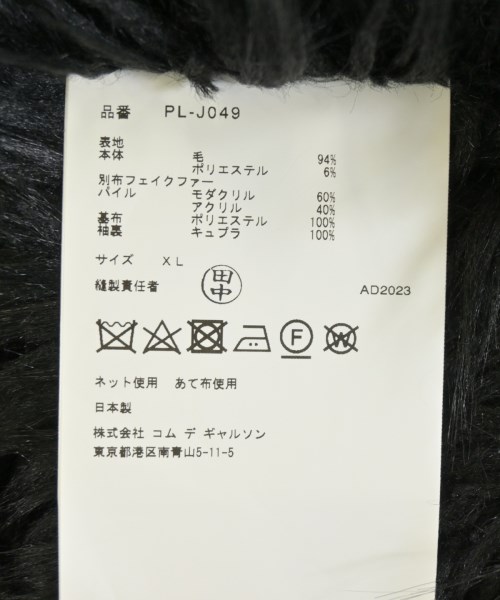 品番 PL-J049
表地
本体 毛 94%
ポリエステル 6%
別布フェイクファー
パイル モダクリル 60%
アクリル 40%
基布 ポリエステル 100%
袖裏 キュプラ 100%
サイズ XL
縫製責任者 田中 AD2023
F W
ネット使用 あて布使用
日本製
株式会社 コム デ ギャルソン
東京都港区南青山5-11-5